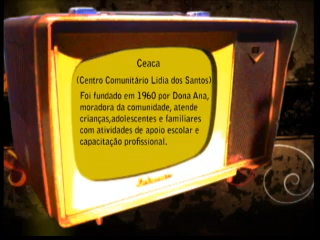 Ceaca
(Centro Comunitário Lidia dos Santos)
Foi fundado em 1960 por Dona Ana,
moradora da comunidade, atende
crianças,adolescentes e familiares
com atividades de apoio escolar e
capacitação profissional.